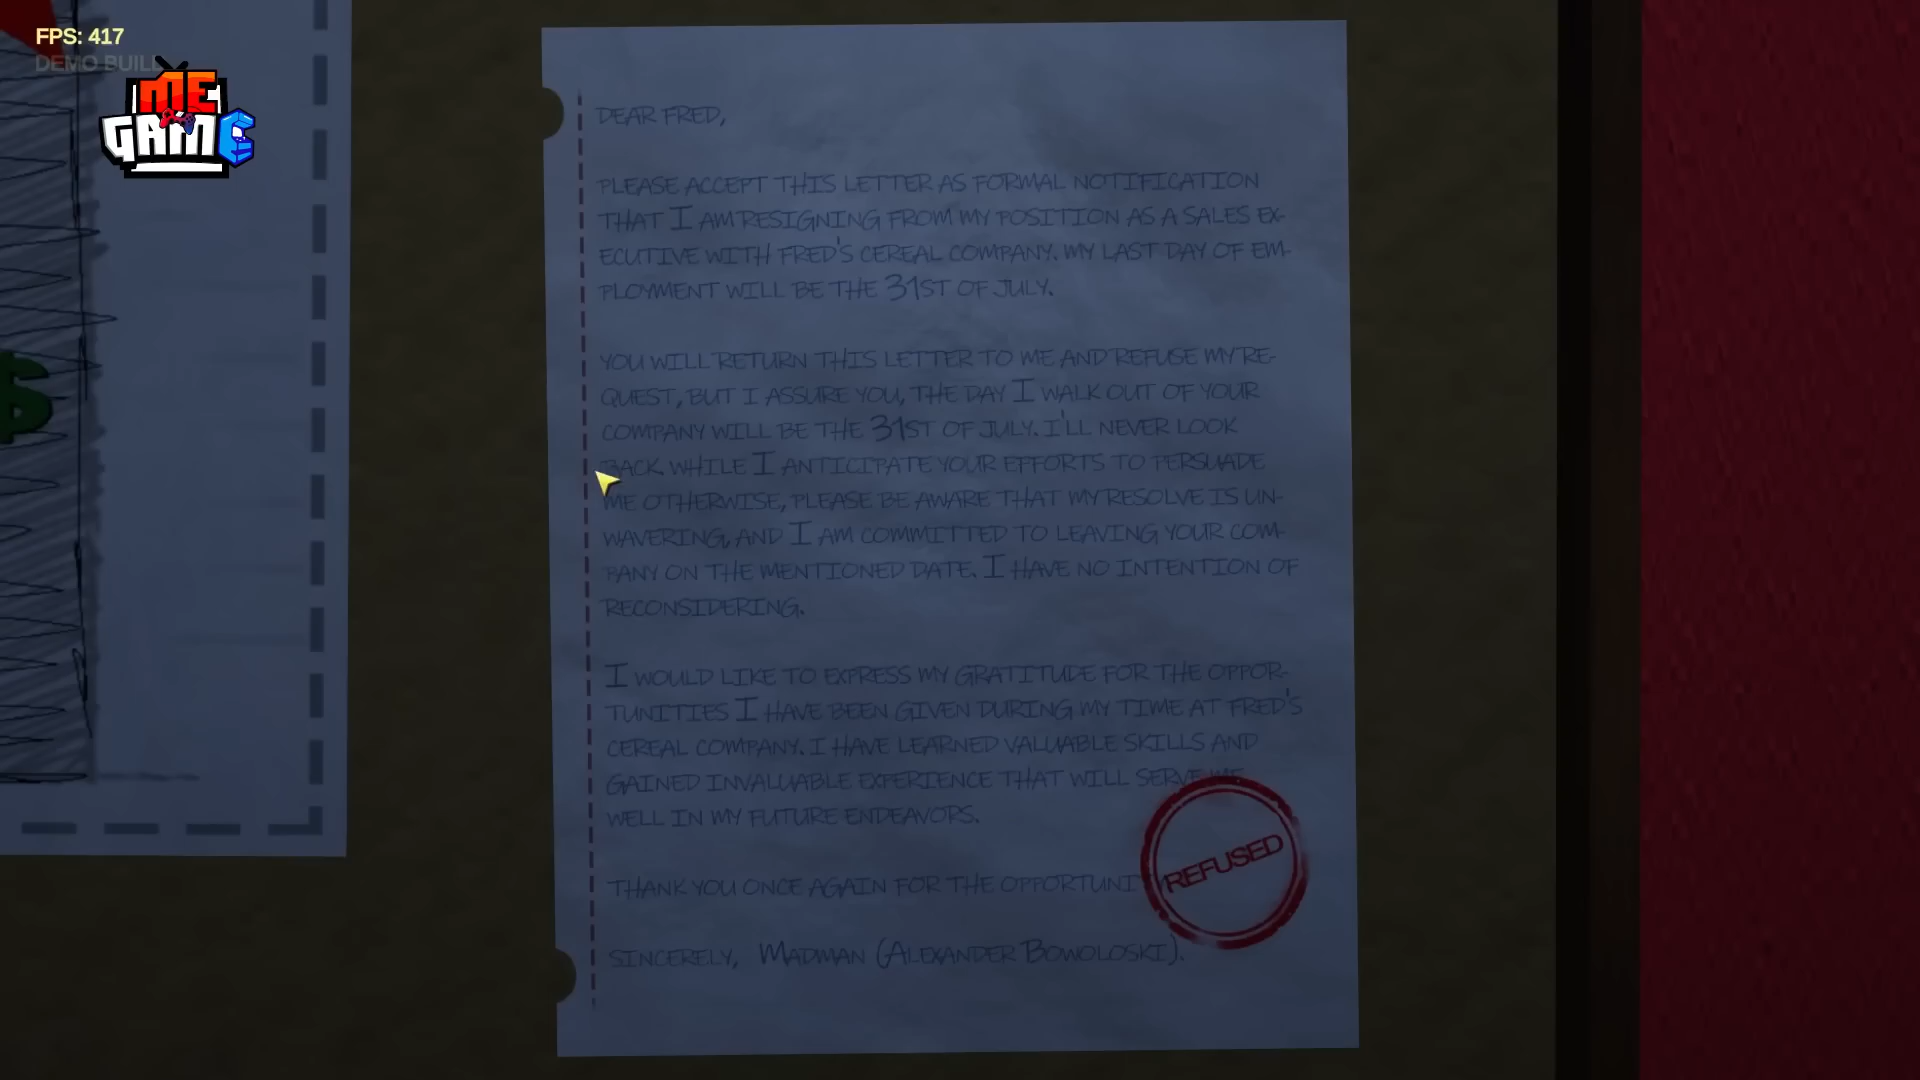 FPS: 417
DEMO BUILD
ME
GAME
DEAR FRED,
PLEASE ACCEPT THIS LETTER AS FORMAL NOTIFICATION
THAT I AM RESIGNING FROM MY POSITION AS A SALES EX-
ECUTIVE WITH FRED'S CEREAL COMPANY. MY LAST DAY OF EM-
PLOYMENT WILL BE THE 31ST OF JULY.
YOU WILL RETURN THIS LETTER TO ME AND REFUSE MY RE-
QUEST, BUT I ASSURE YOU, THE DAY I WALK OUT OF YOUR
COMPANY WILL BE THE 31ST OF JULY. I'LL NEVER LOOK
BACK. WHILE I ANTICIPATE YOUR EFFORTS TO PERSUADE
ME OTHERWISE, PLEASE BE AWARE THAT MY RESOLVE IS UN-
WAVERING, AND I AM COMMITTED TO LEAVING YOUR COM-
PANY ON THE MENTIONED DATE. I HAVE NO INTENTION OF
RECONSIDERING.
I WOULD LIKE TO EXPRESS MY GRATITUDE FOR THE OPPOR-
TUNITIES I HAVE BEEN GIVEN DURING MY TIME AT FRED'S
CEREAL COMPANY. I HAVE LEARNED VALUABLE SKILLS AND
GAINED INVALUABLE EXPERIENCE THAT WILL SERVE ME
WELL IN MY FUTURE ENDEAVORS.
THANK YOU ONCE AGAIN FOR THE OPPORTUNI
REFUSED
SINCERELY, MADMAN (ALEXANDER BOWOLOSKI).
$